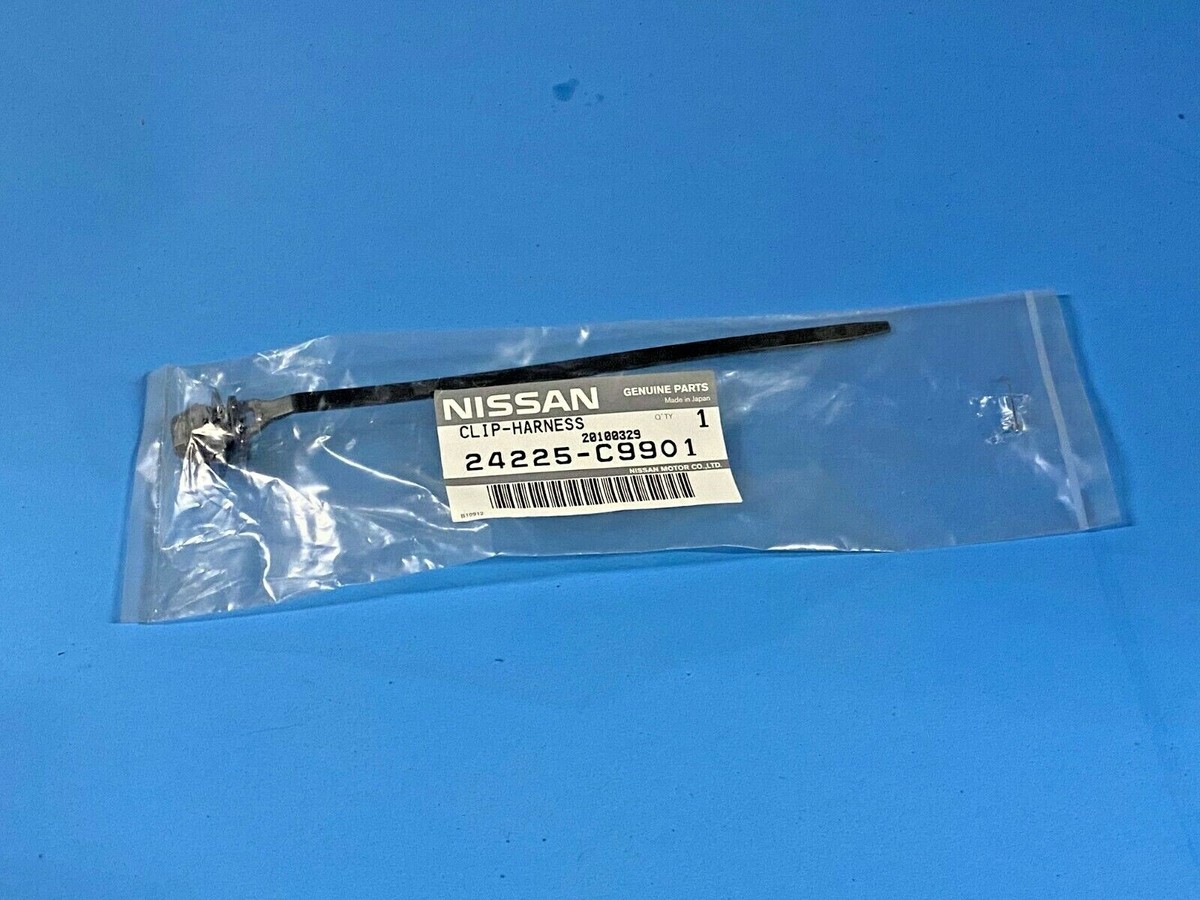 NISSAN GENUINE PARTS
Made in Japan
CLIP-HARNESS Q'TY 1
20100329
24225-C9901
NISSAN MOTOR CO.,LTD.